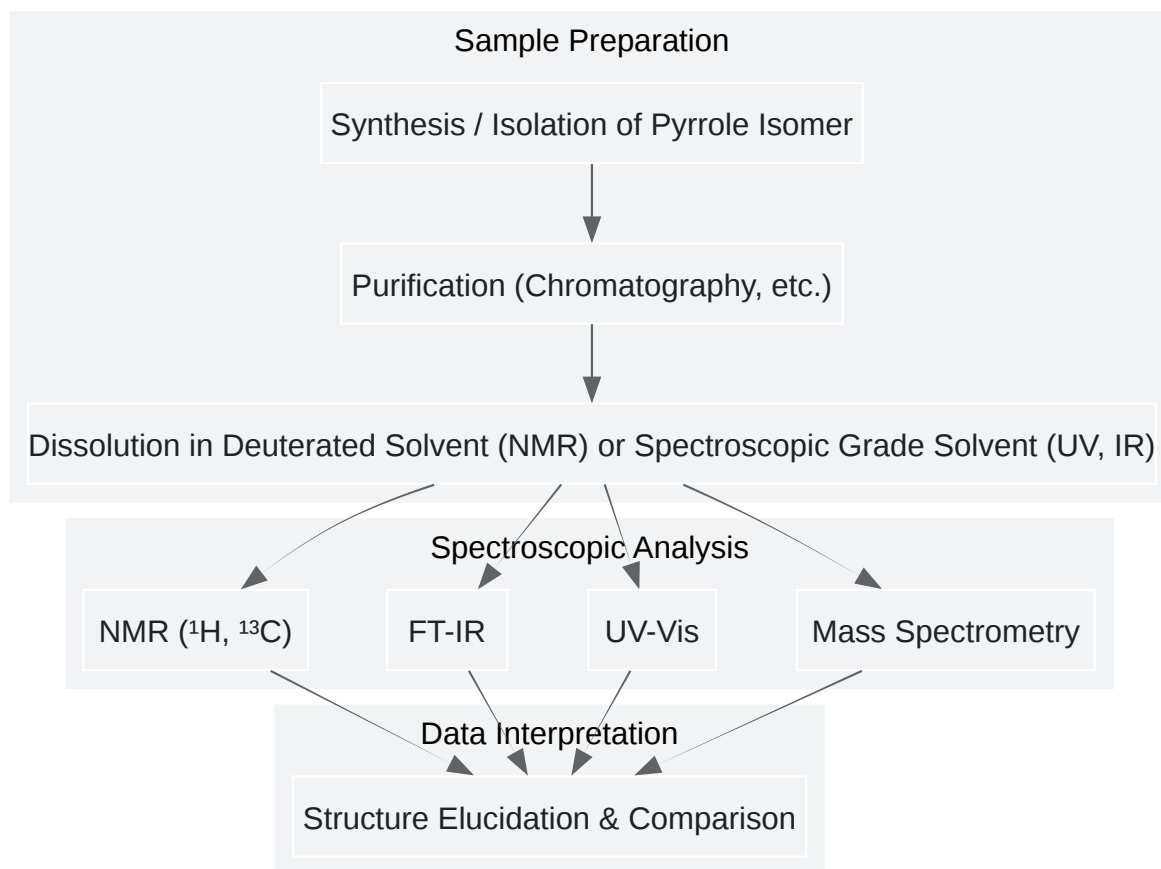 Sample Preparation
Synthesis / Isolation of Pyrrole Isomer
Purification (Chromatography, etc.)
Dissolution in Deuterated Solvent (NMR) or Spectroscopic Grade Solvent (UV, IR)
Spectroscopic Analysis
NMR (¹H, ¹³C)
FT-IR
UV-Vis
Mass Spectrometry
Data Interpretation
Structure Elucidation & Comparison